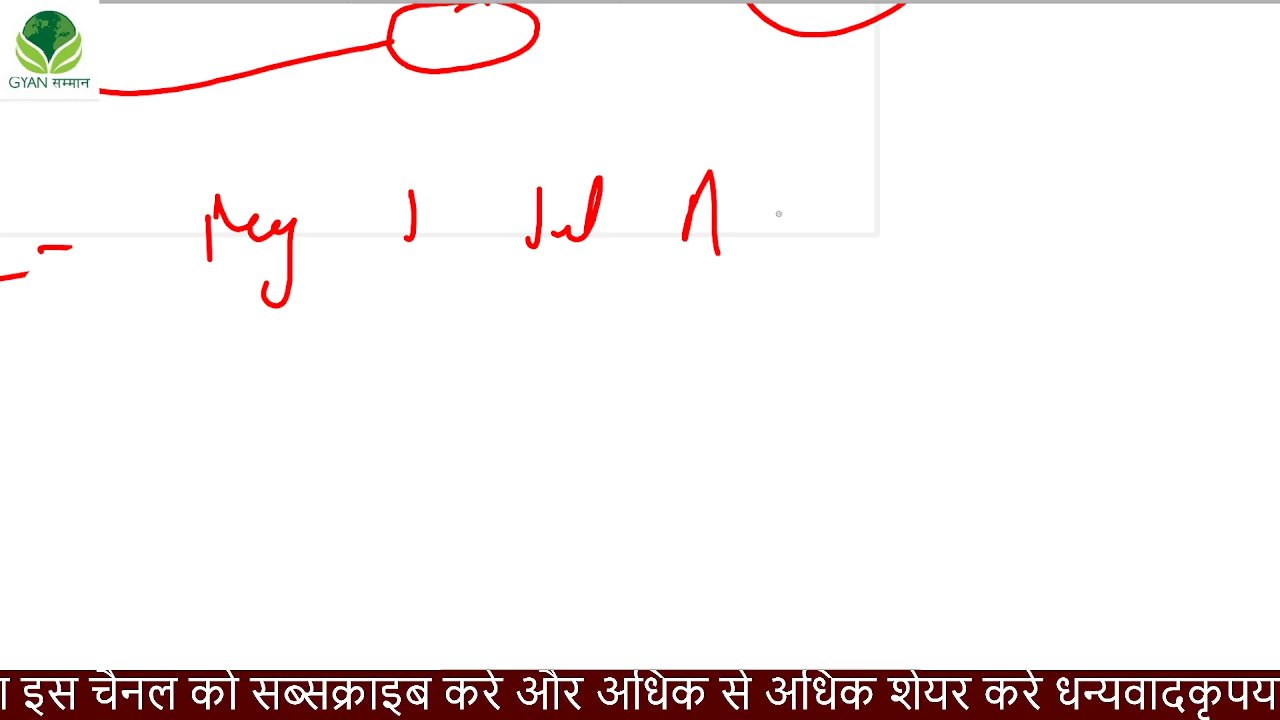 GYAN सम्मान
May J Jul A
इस चैनल को सब्सक्राइब करे और अधिक से अधिक शेयर करे धन्यवादकृपय